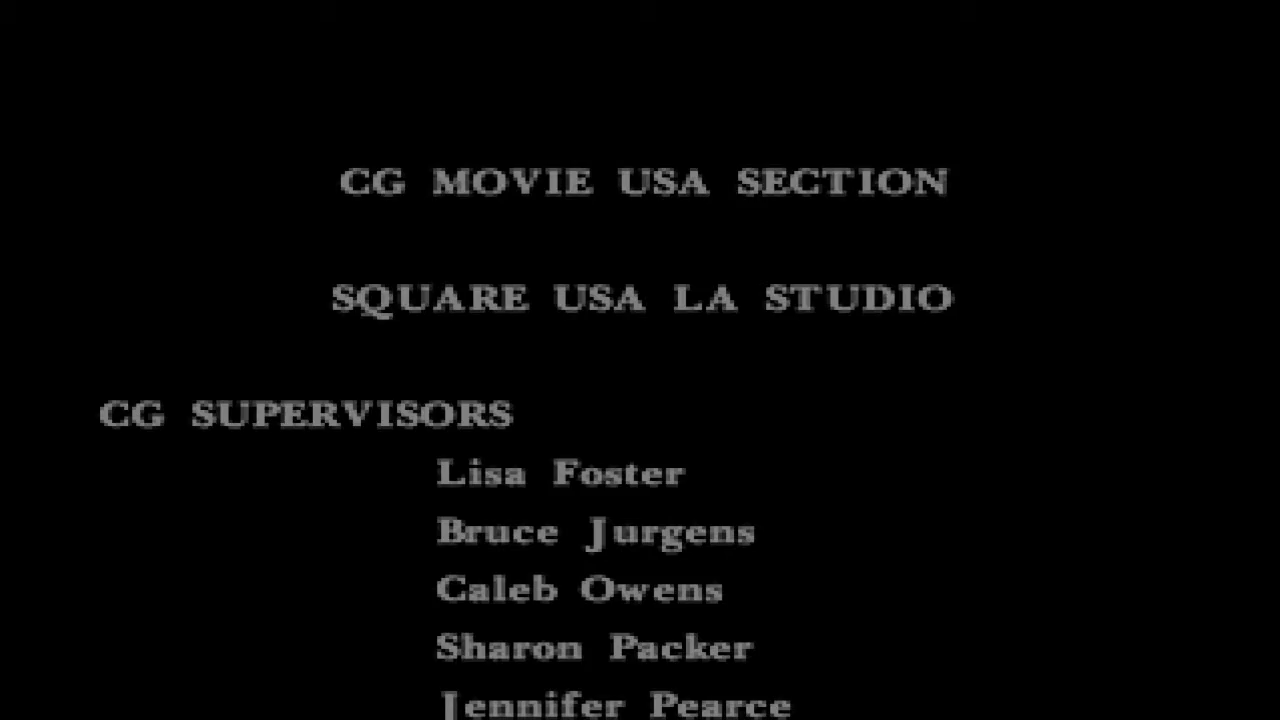 CG MOVIE USA SECTION
SQUARE USA LA STUDIO
CG SUPERVISORS
Lisa Foster
Bruce Jurgens
Caleb Owens
Sharon Packer
Jennifer Pearce